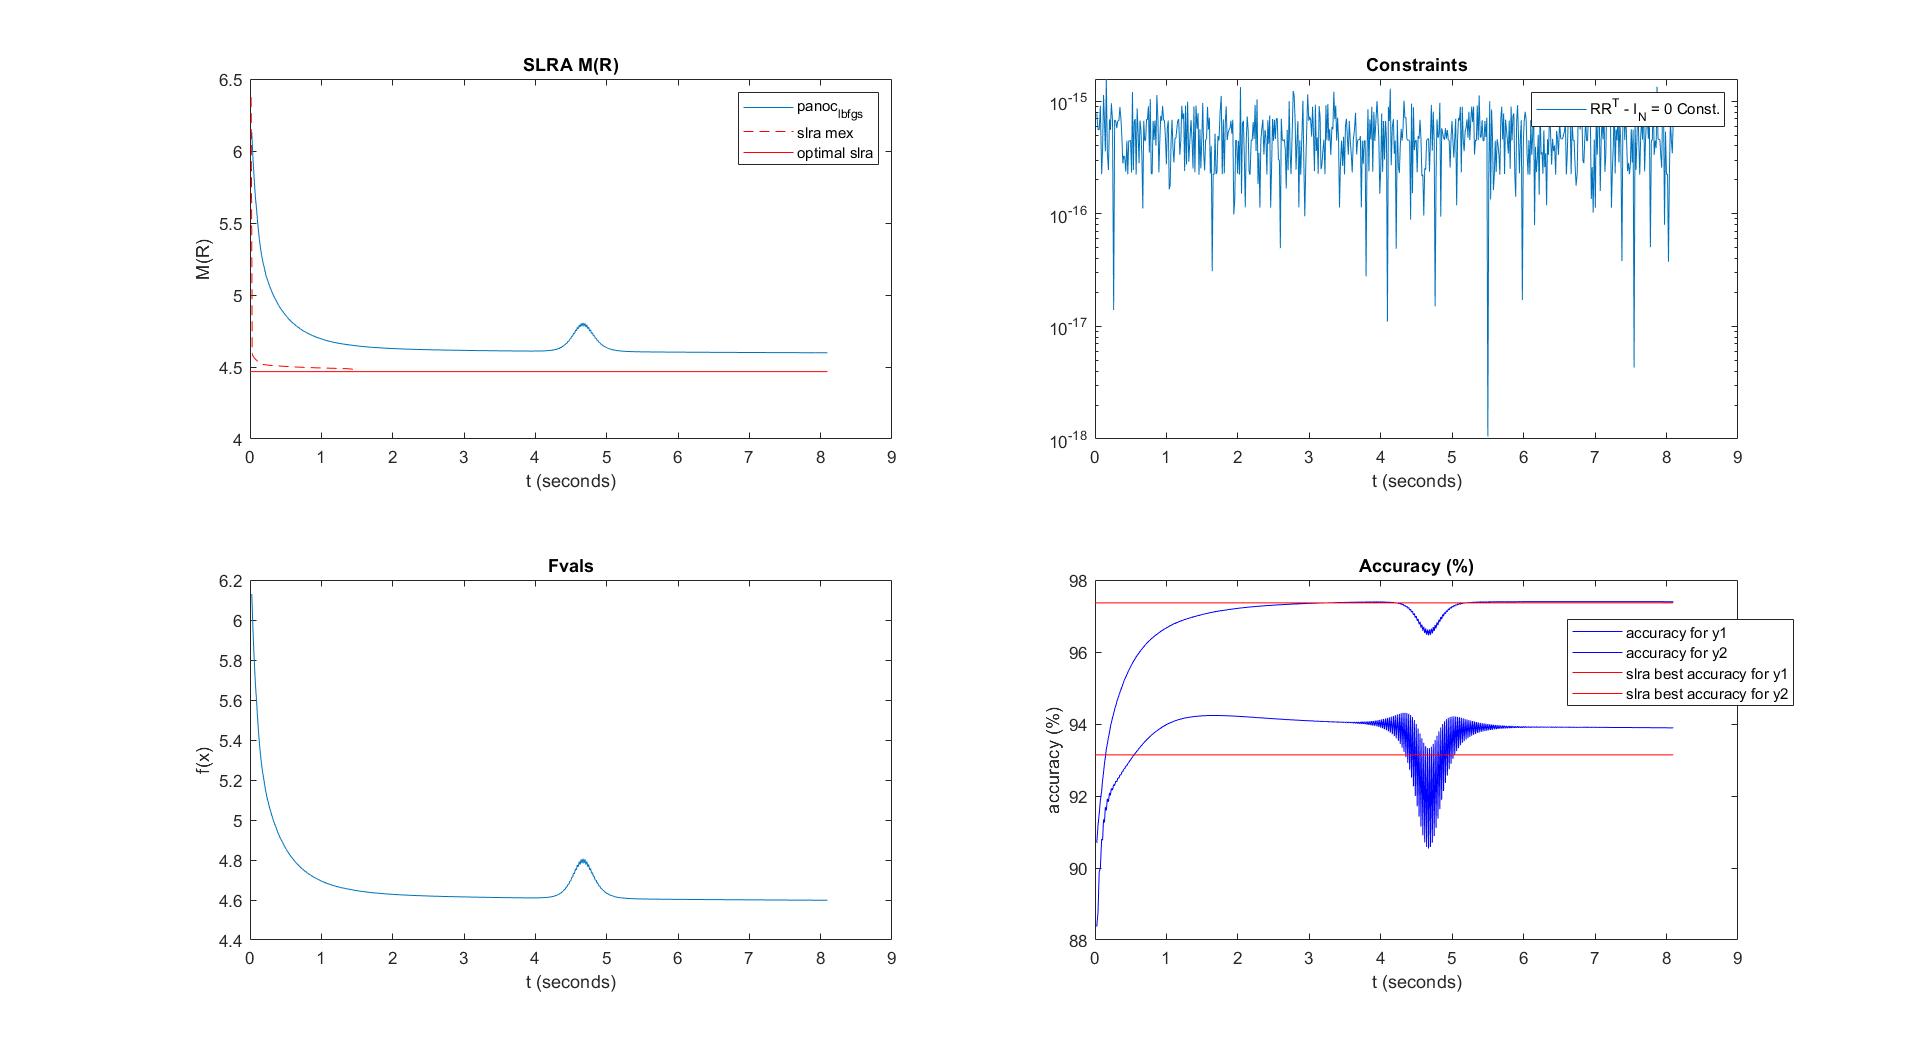 SLRA M(R)
6.5
6
5.5
5
4.5
4
M(R)
0 1 2 3 4 5 6 7 8 9
t (seconds)
panoc_lbfgs
slra mex
optimal slra
Constraints
10^-15
10^-16
10^-17
10^-18
0 1 2 3 4 5 6 7 8 9
t (seconds)
RR^T - I_N = 0 Const.
Fvals
6.2
6
5.8
5.6
5.4
5.2
5
4.8
4.6
4.4
f(x)
0 1 2 3 4 5 6 7 8 9
t (seconds)
Accuracy (%)
98
96
94
92
90
88
accuracy (%)
0 1 2 3 4 5 6 7 8 9
t (seconds)
accuracy for y1
accuracy for y2
slra best accuracy for y1
slra best accuracy for y2